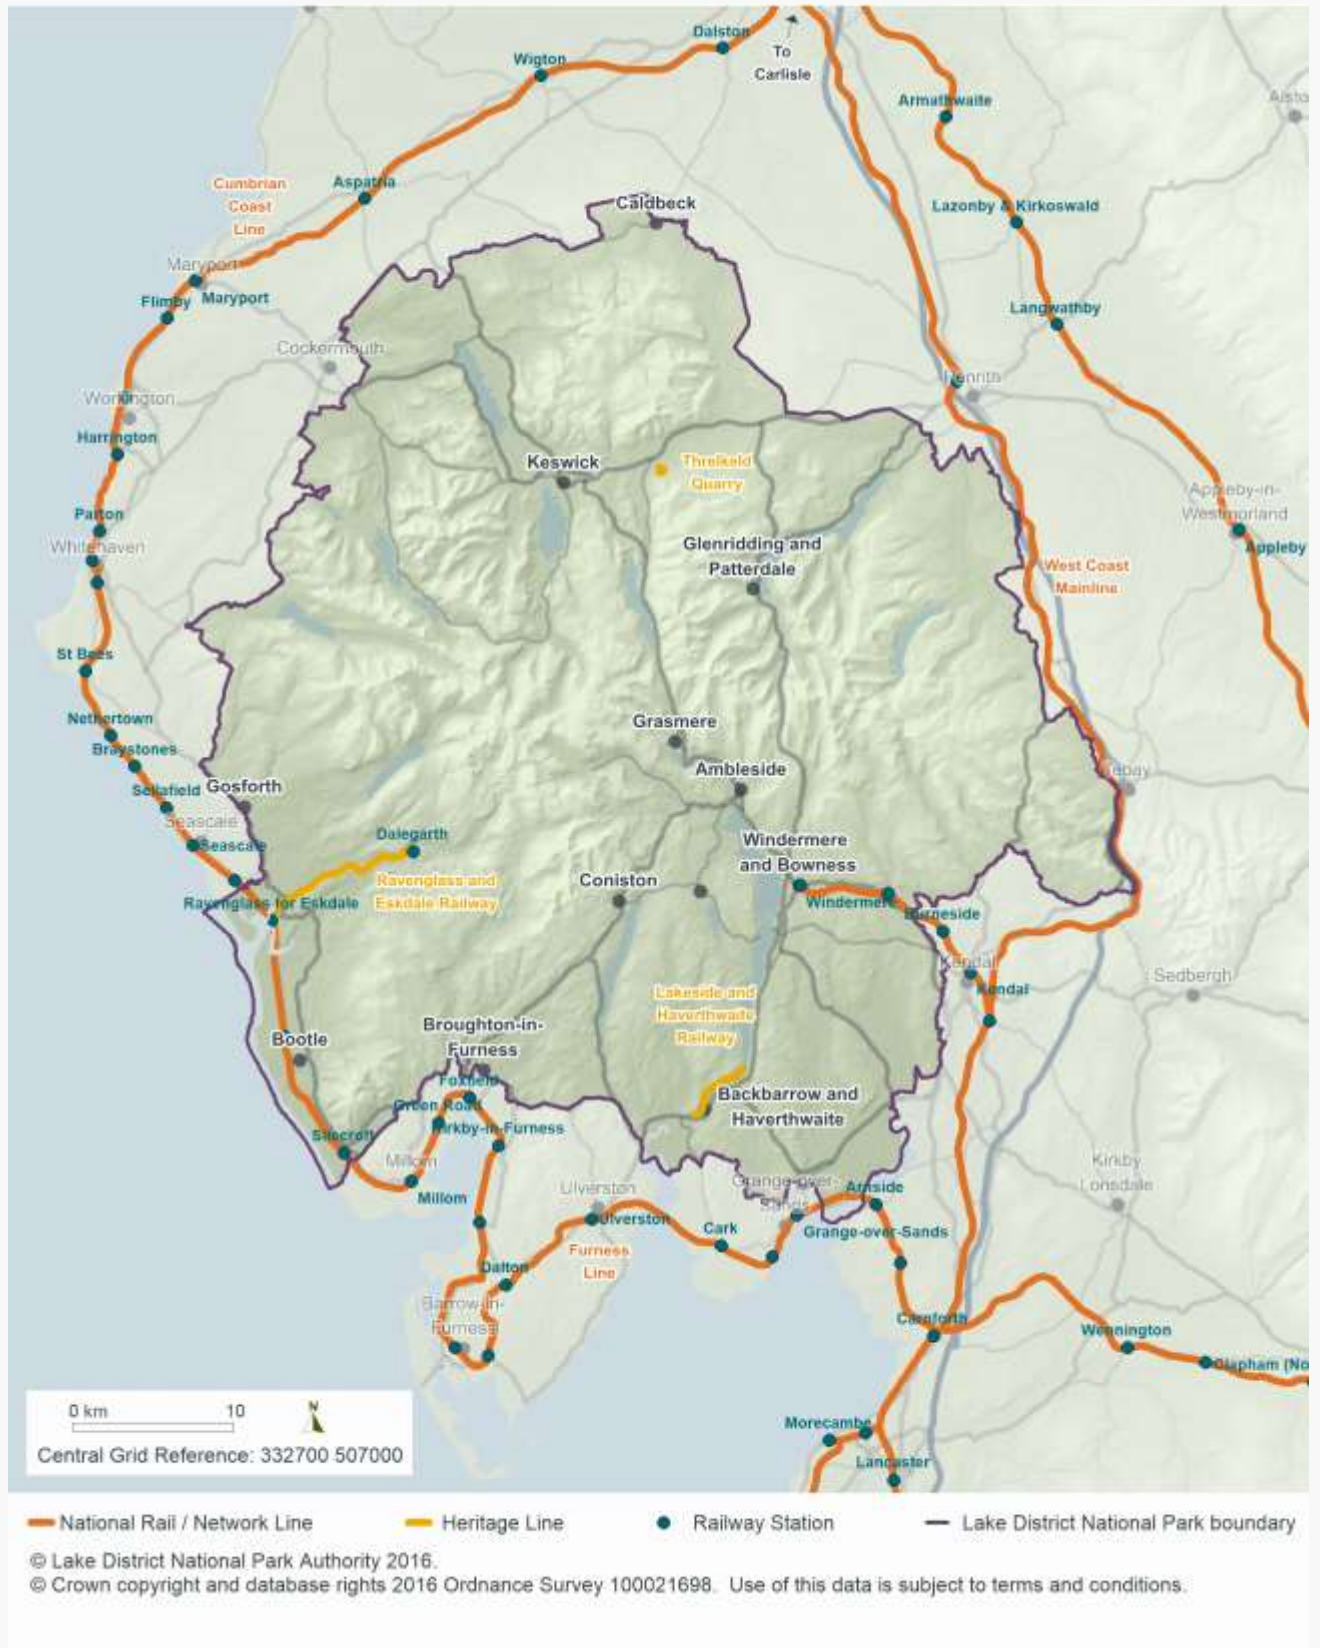 Dalston
To
Carlisle
Wigton
Armathwaite
Aspatria
Cumbrian
Coast
Line
Caldbeck
Lazonby & Kirkoswald
Maryport
Flimby
Maryport
Langwathby
Cockermouth
Penrith
Workington
Harrington
Keswick
Threlkeld
Quarry
Appleby-in-
Westmorland
Parton
Whitehaven
Glenridding and
Patterdale
Appleby
West Coast
Mainline
St Bees
Nethertown
Braystones
Grasmere
Ambleside
Tebay
Sellafield
Gosforth
Seascale
Seascale
Dalegarth
Windermere
and Bowness
Ravenglass and
Eskdale Railway
Coniston
Ravenglass for Eskdale
Windermere
Burneside
Kendal
Kendal
Sedbergh
Lakeside and
Haverthwaite
Railway
Bootle
Broughton-in-
Furness
Foxfield
Green Road
Kirkby-in-Furness
Backbarrow and
Haverthwaite
Silecroft
Millom
Millom
Ulverston
Ulverston
Grange-over-
Sands
Arnside
Kirkby
Lonsdale
Cark
Grange-over-Sands
Furness
Line
Dalton
Barrow-in-
Furness
Carnforth
Wennington
Clapham (No
Morecambe
Lancaster
0 km 10
N
Central Grid Reference: 332700 507000
National Rail / Network Line Heritage Line Railway Station Lake District National Park boundary
© Lake District National Park Authority 2016.
© Crown copyright and database rights 2016 Ordnance Survey 100021698. Use of this data is subject to terms and conditions.